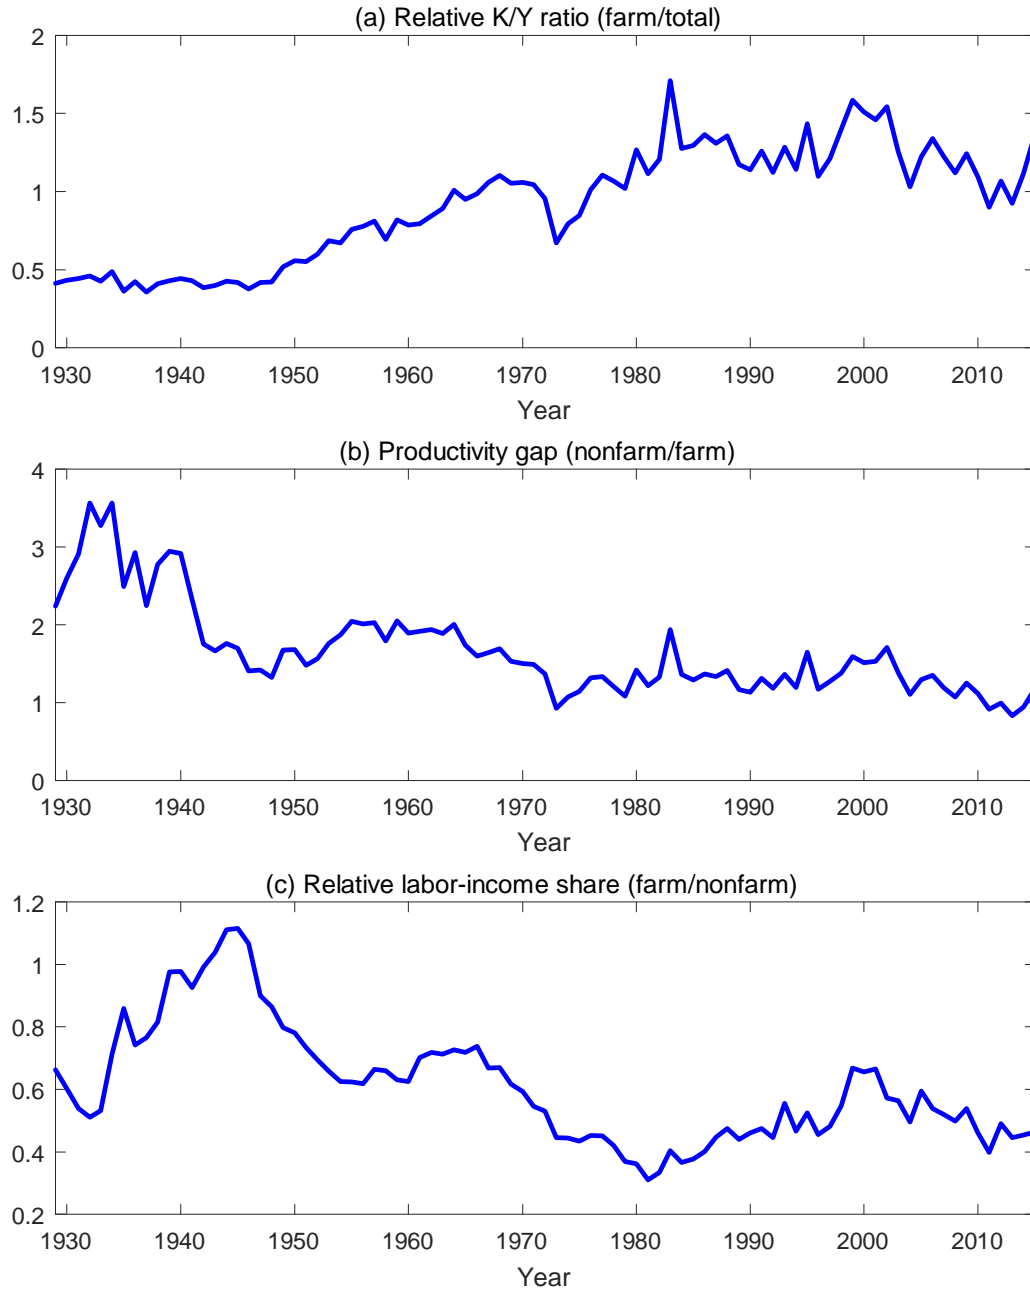 (a) Relative K/Y ratio (farm/total)
2
1.5
1
0.5
0
1930 1940 1950 1960 1970 1980 1990 2000 2010
Year
(b) Productivity gap (nonfarm/farm)
4
3
2
1
0
1930 1940 1950 1960 1970 1980 1990 2000 2010
Year
(c) Relative labor-income share (farm/nonfarm)
1.2
1
0.8
0.6
0.4
0.2
1930 1940 1950 1960 1970 1980 1990 2000 2010
Year